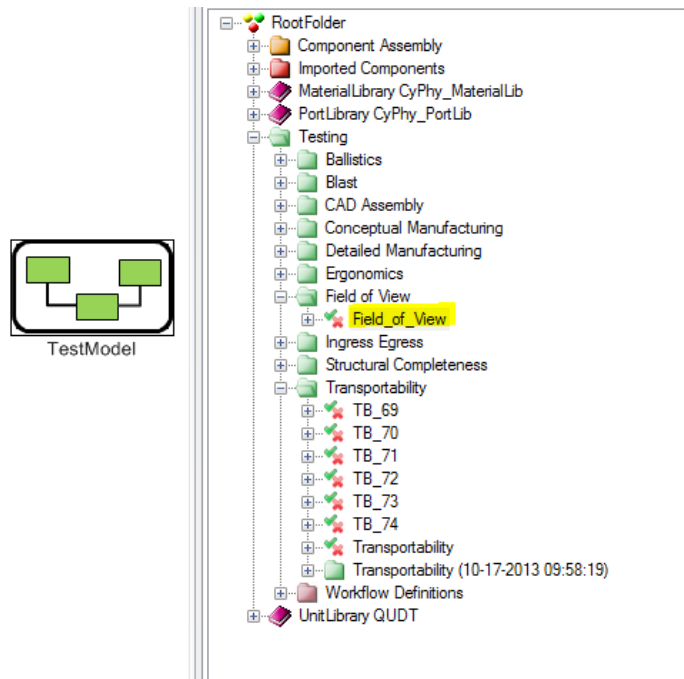 TestModel
RootFolder
Component Assembly
Imported Components
MaterialLibrary CyPhy_MaterialLib
PortLibrary CyPhy_PortLib
Testing
Ballistics
Blast
CAD Assembly
Conceptual Manufacturing
Detailed Manufacturing
Ergonomics
Field of View
Field_of_View
Ingress Egress
Structural Completeness
Transportability
TB_69
TB_70
TB_71
TB_72
TB_73
TB_74
Transportability
Transportability (10-17-2013 09:58:19)
Workflow Definitions
UnitLibrary QUDT